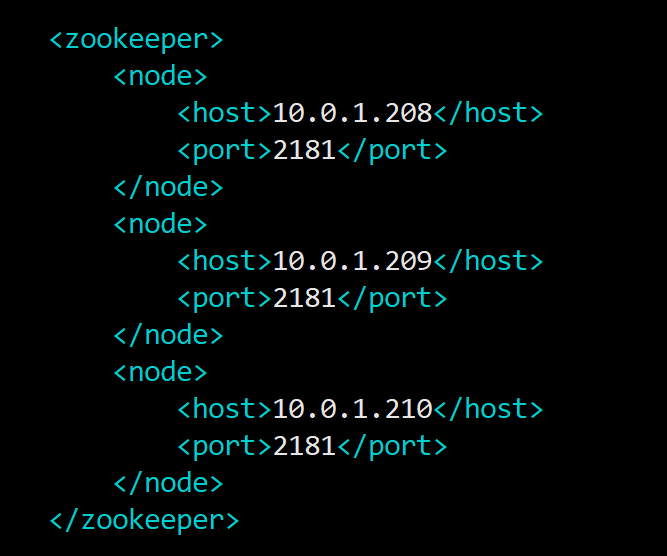 <zookeeper>
    <node>
        <host>10.0.1.208</host>
        <port>2181</port>
    </node>
    <node>
        <host>10.0.1.209</host>
        <port>2181</port>
    </node>
    <node>
        <host>10.0.1.210</host>
        <port>2181</port>
    </node>
</zookeeper>